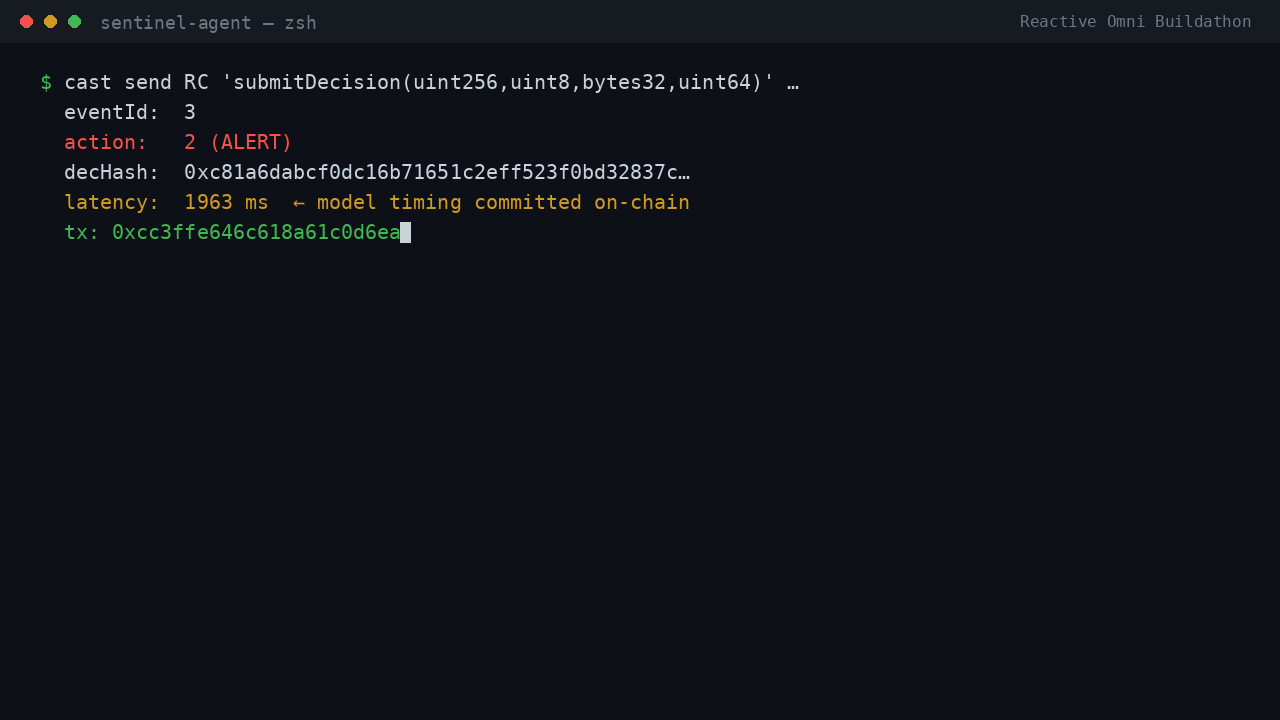 sentinel-agent — zsh
Reactive Omni Buildathon
$ cast send RC 'submitDecision(uint256,uint8,bytes32,uint64)' …
eventId: 3
action: 2 (ALERT)
decHash: 0xc81a6dabcf0dc16b71651c2eff523f0bd32837c…
latency: 1963 ms ← model timing committed on-chain
tx: 0xcc3ffe646c618a61c0d6ea